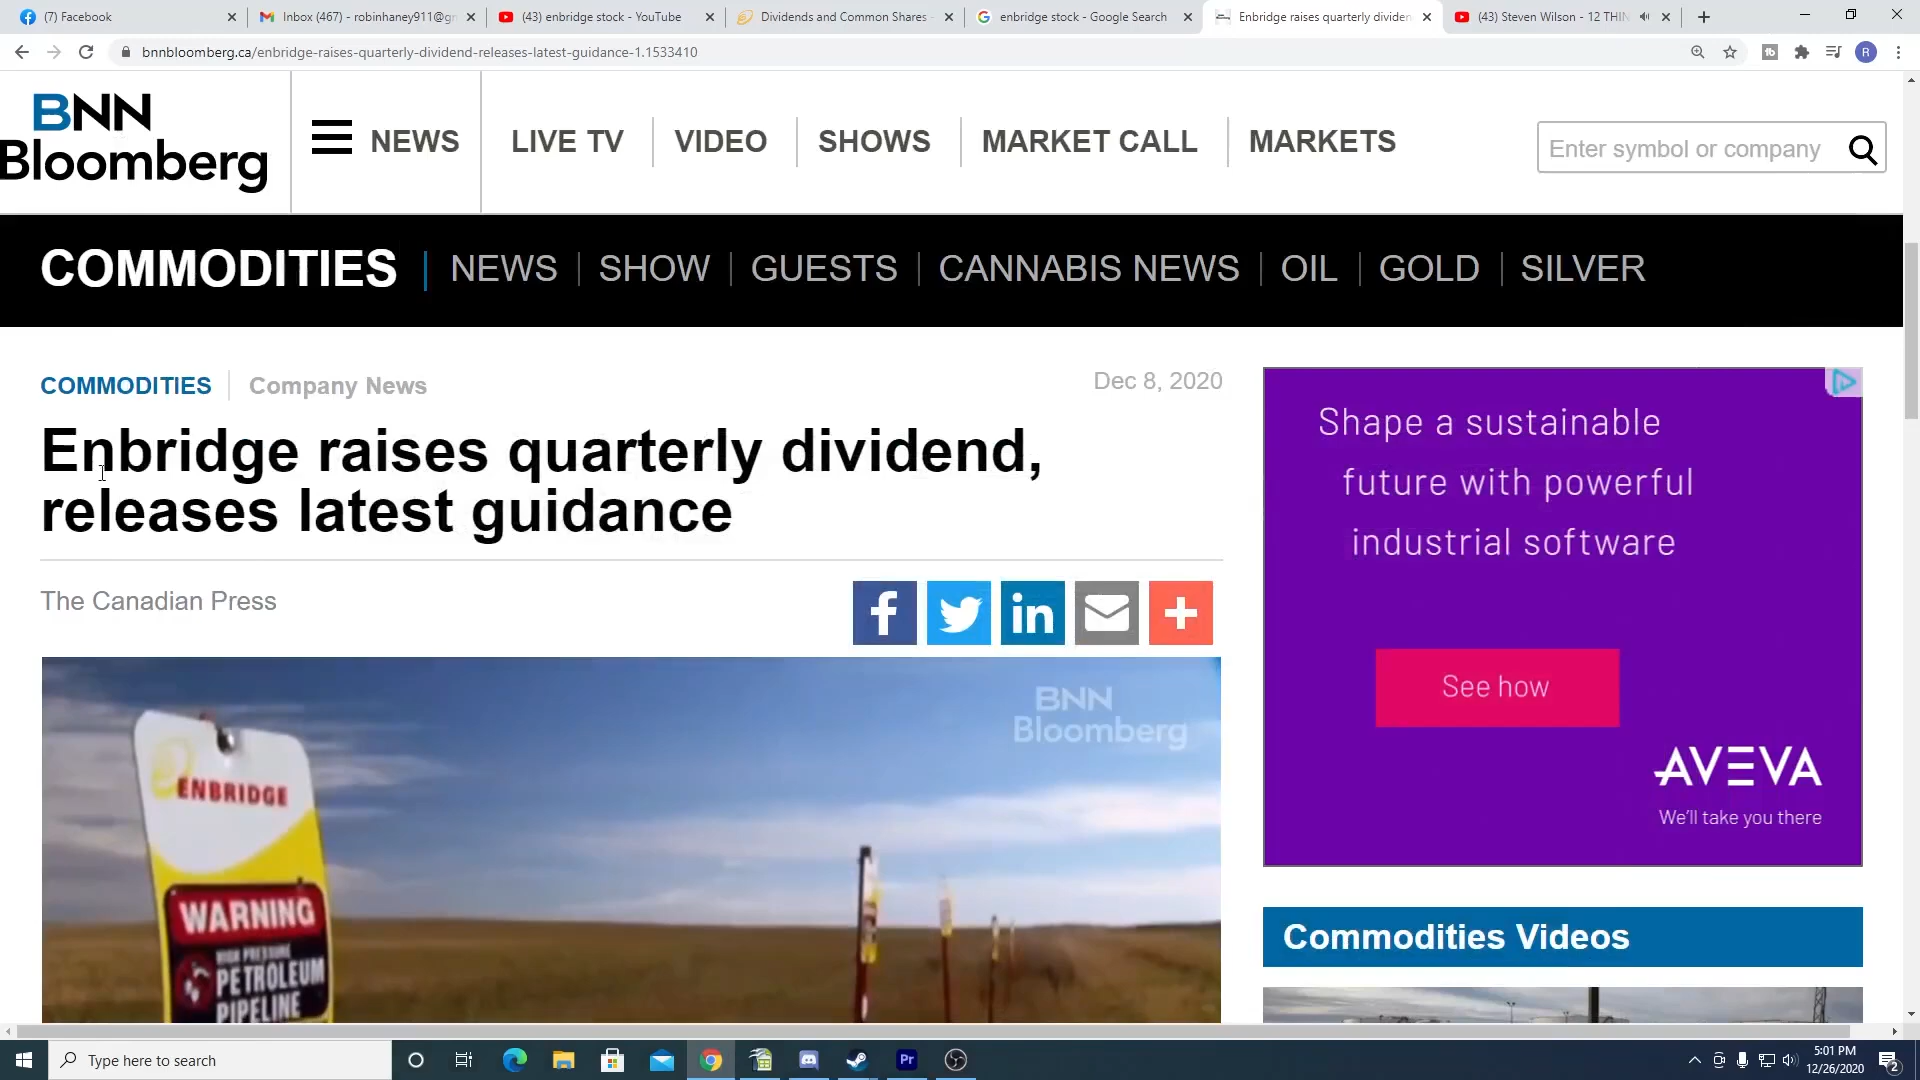 (7) Facebook
Inbox (467) - robinhaney911@gm
(43) enbridge stock - YouTube
Dividends and Common Shares -
enbridge stock - Google Search
Enbridge raises quarterly dividen
(43) Steven Wilson - 12 THIN
bnnbloomberg.ca/enbridge-raises-quarterly-dividend-releases-latest-guidance-1.1533410
R
BNN
Bloomberg
NEWS
LIVE TV
VIDEO
SHOWS
MARKET CALL
MARKETS
Enter symbol or company
COMMODITIES
NEWS
SHOW
GUESTS
CANNABIS NEWS
OIL
GOLD
SILVER
COMMODITIES
Company News
Dec 8, 2020
Enbridge raises quarterly dividend,
releases latest guidance
The Canadian Press
BNN
Bloomberg
ENBRIDGE
WARNING
HIGH PRESSURE
PETROLEUM
PIPELINE
Shape a sustainable
future with powerful
industrial software
See how
AVEVA
We'll take you there
Commodities Videos
Type here to search
Pr
5:01 PM
12/26/2020
2